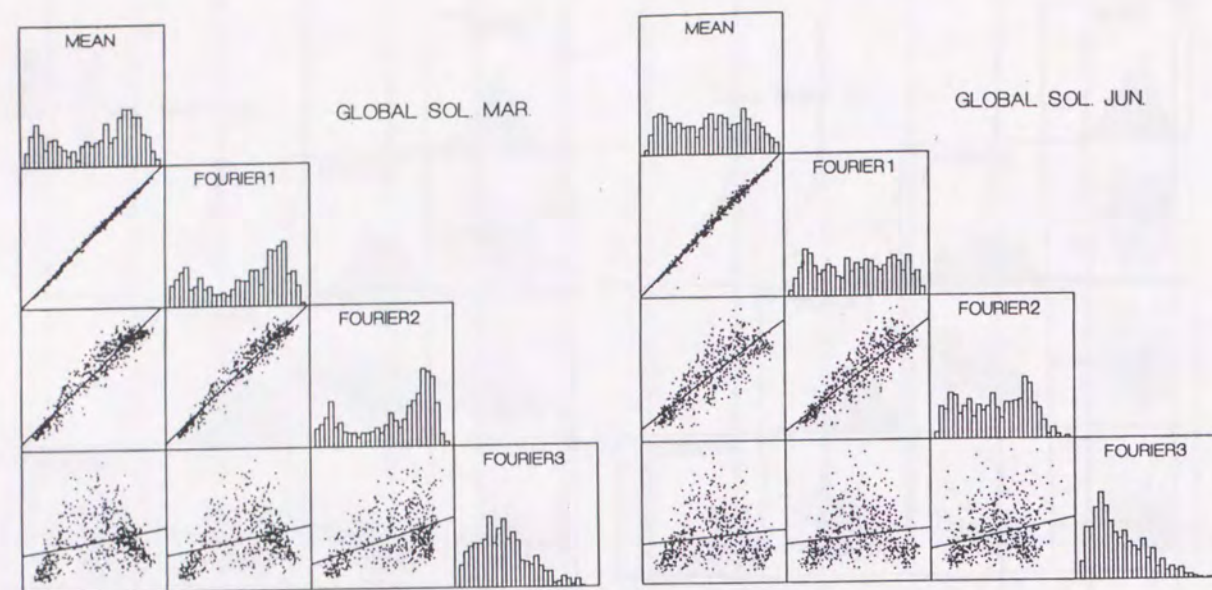 MEAN
GLOBAL SOL. MAR.
FOURIER1
FOURIER2
FOURIER3
MEAN
GLOBAL SOL. JUN.
FOURIER1
FOURIER2
FOURIER3